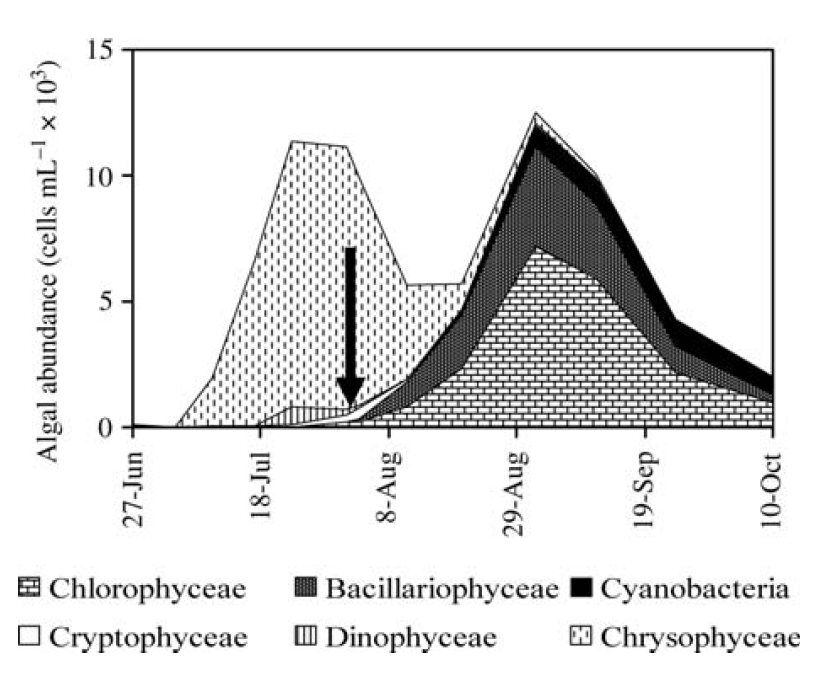 Algal abundance (cells mL⁻¹ × 10³)
15
10
5
0
27-Jun
18-Jul
8-Aug
29-Aug
19-Sep
10-Oct
Chlorophyceae Bacillariophyceae Cyanobacteria
Cryptophyceae Dinophyceae Chrysophyceae